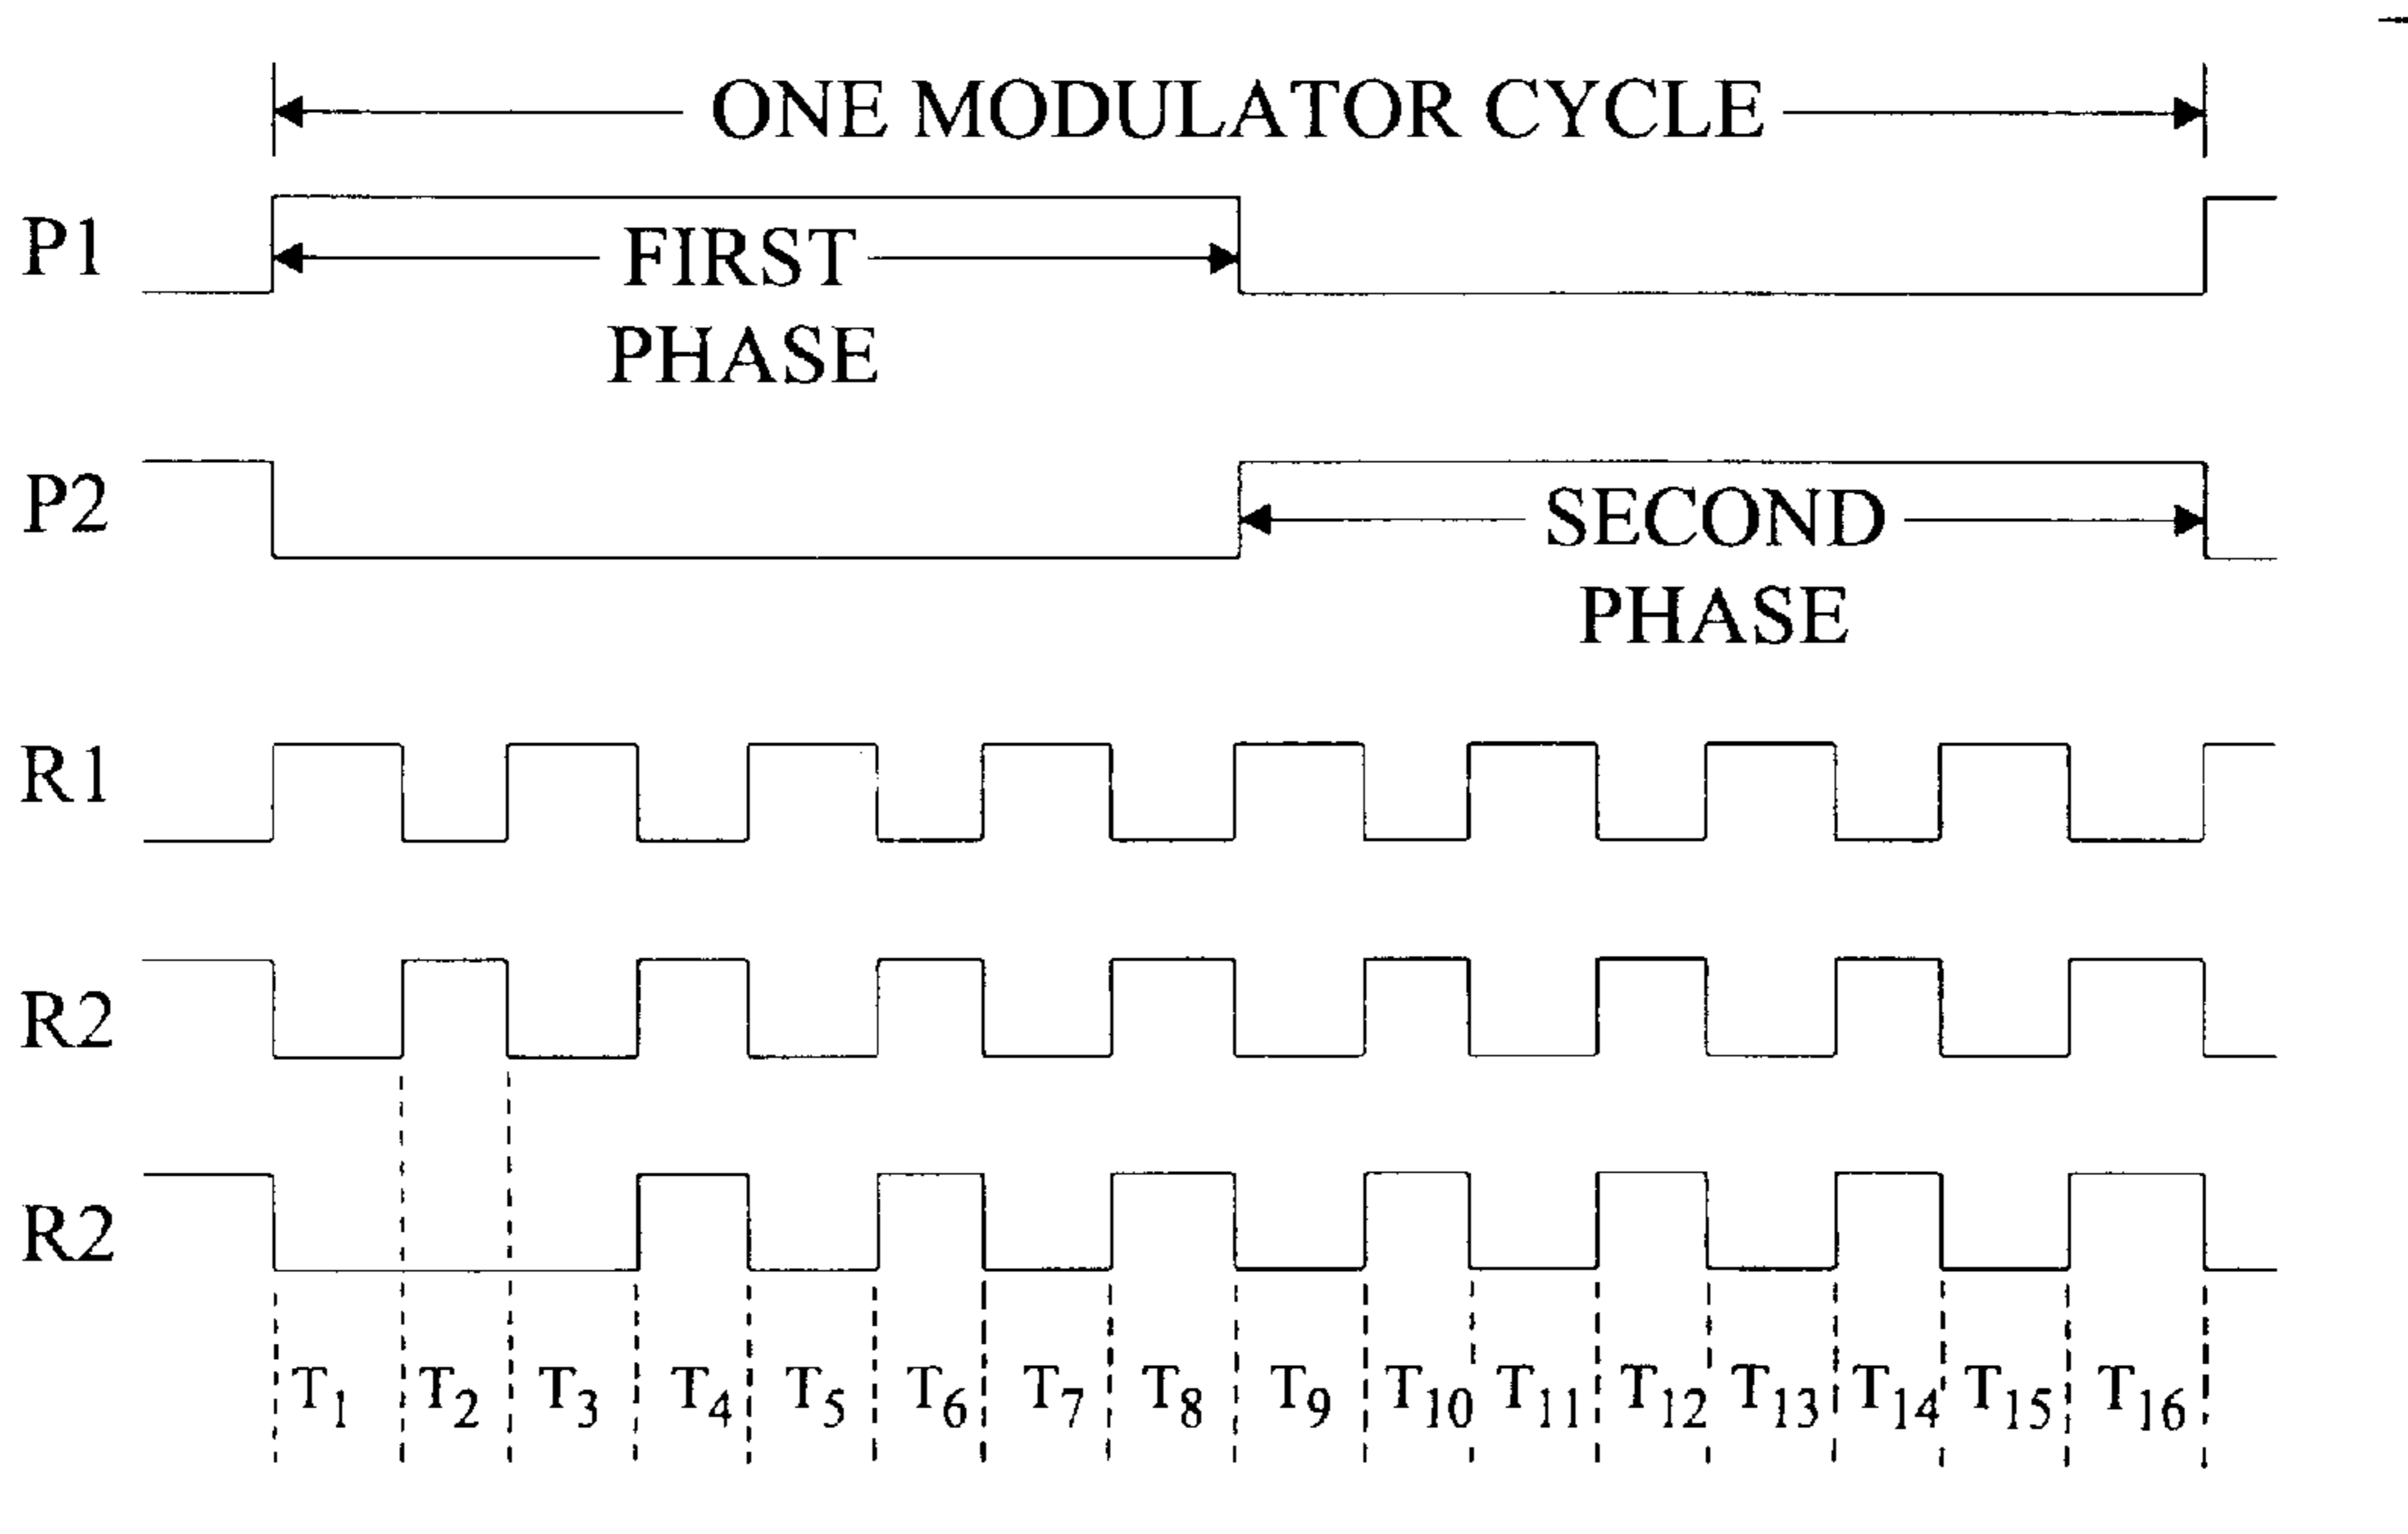 ONE MODULATOR CYCLE
P1
FIRST
PHASE
P2
SECOND
PHASE
R1
R2
R2
T1 T2 T3 T4 T5 T6 T7 T8 T9 T10 T11 T12 T13 T14 T15 T16